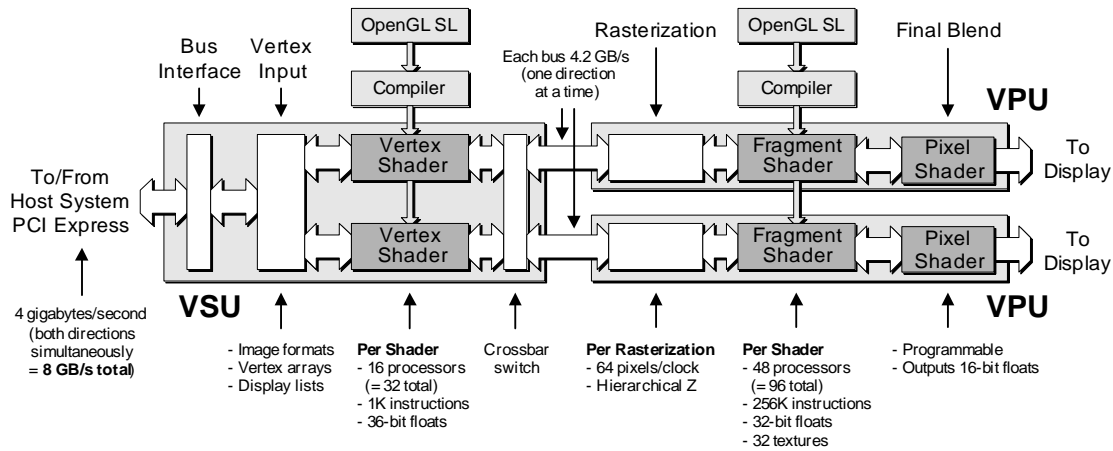 OpenGL SL
OpenGL SL
Bus
Interface
Vertex
Input
Each bus 4.2 GB/s
(one direction
at a time)
Rasterization
Final Blend
Compiler
Compiler
VPU
Vertex
Shader
Fragment
Shader
Pixel
Shader
To
Display
To/From
Host System
PCI Express
Vertex
Shader
Fragment
Shader
Pixel
Shader
To
Display
VSU
VPU
4 gigabytes/second
(both directions
simultaneously
= 8 GB/s total)
- Image formats
- Vertex arrays
- Display lists
Per Shader
- 16 processors
(= 32 total)
- 1K instructions
- 36-bit floats
Crossbar
switch
Per Rasterization
- 64 pixels/clock
- Hierarchical Z
Per Shader
- 48 processors
(= 96 total)
- 256K instructions
- 32-bit floats
- 32 textures
- Programmable
- Outputs 16-bit floats